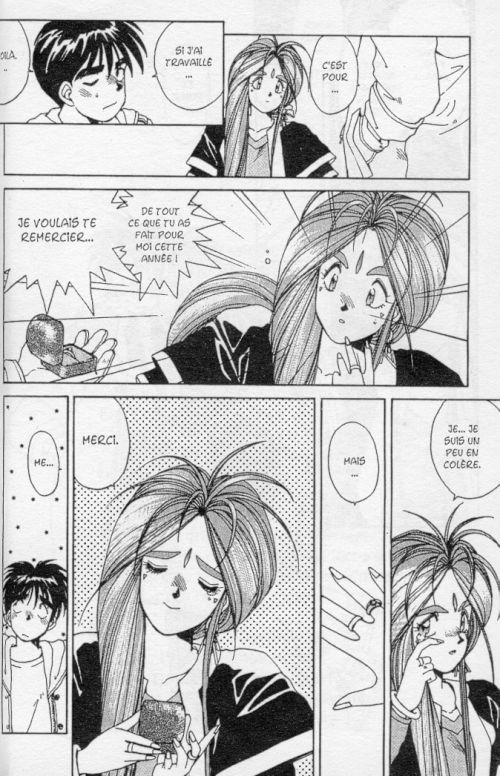 OILÀ.
..
SI J'AI
TRAVAILLÉ
...
C'EST
POUR
...
JE VOULAIS TE
REMERCIER...
DE TOUT
CE QUE TU AS
FAIT POUR
MOI CETTE
ANNÉE !
ME...
MERCI.
MAIS
...
JE... JE
SUIS UN
PEU EN
COLÈRE.